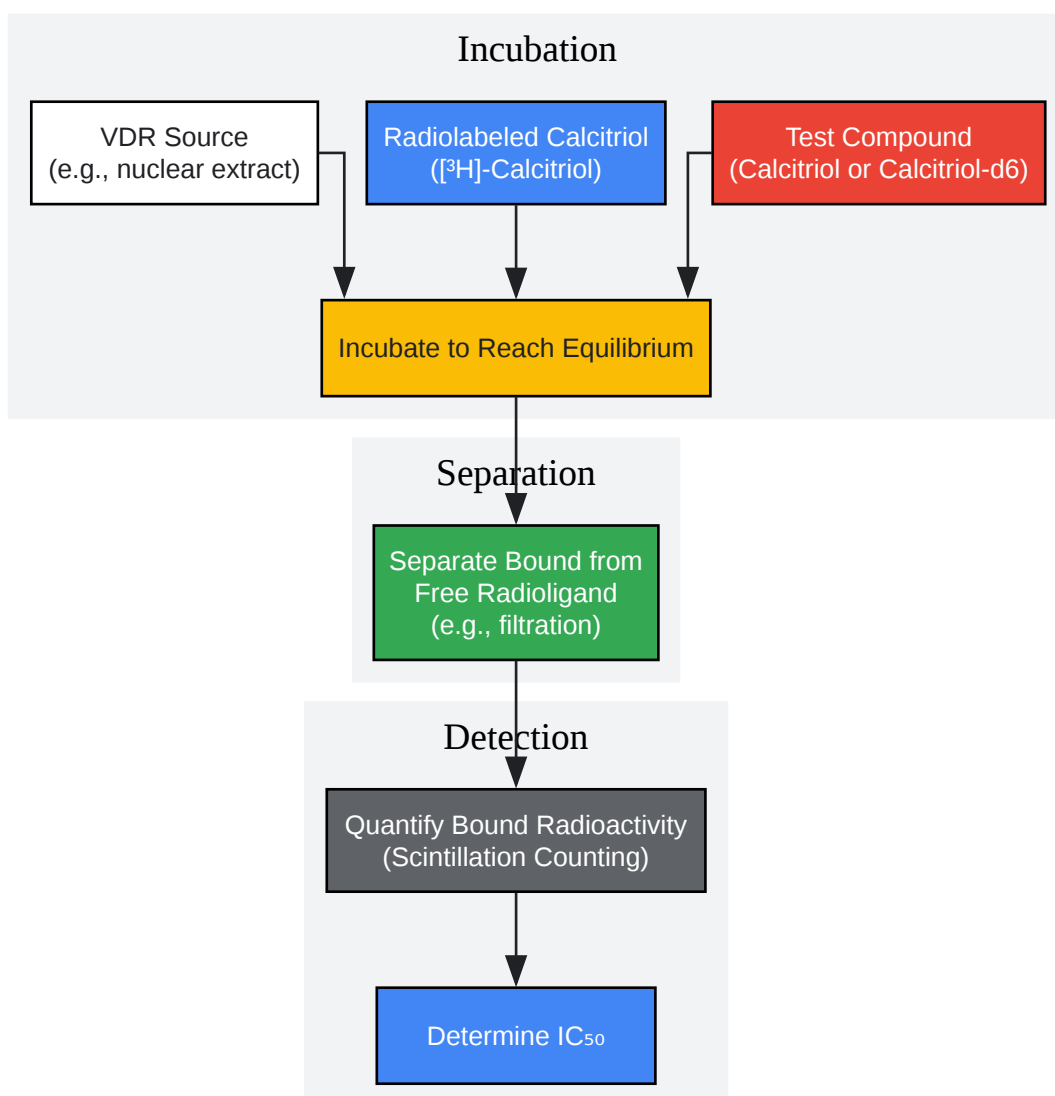 Incubation
VDR Source
(e.g., nuclear extract)
Radiolabeled Calcitriol
([³H]-Calcitriol)
Test Compound
(Calcitriol or Calcitriol-d6)
Incubate to Reach Equilibrium
Separation
Separate Bound from
Free Radioligand
(e.g., filtration)
Detection
Quantify Bound Radioactivity
(Scintillation Counting)
Determine IC₅₀